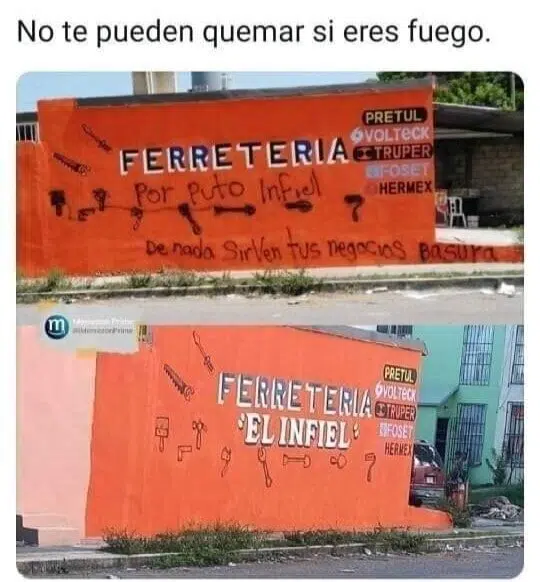 No te pueden quemar si eres fuego.
PRETUL
VOLTECK
FERRETERIA
TRUPER
FOSET
HERMEX
Por Puto Infiel
De nada Sirven tus negocios Basura
PRETUL
VOLTECK
FERRETERIA
TRUPER
"EL INFIEL"
FOSET
HERMEX